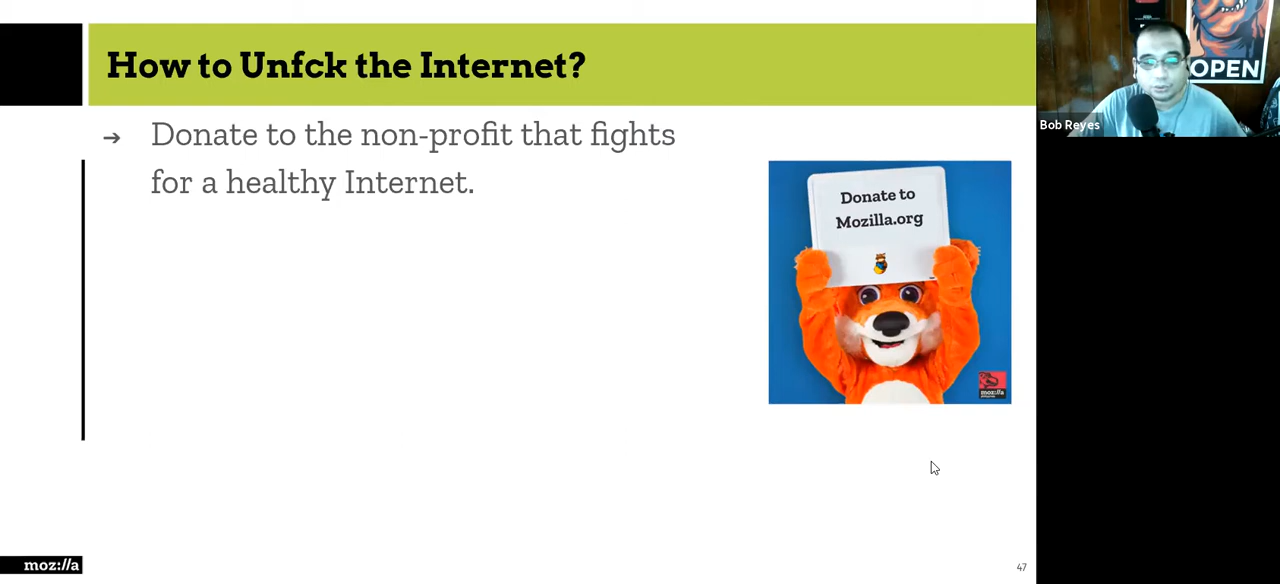 How to Unfck the Internet?
OPEN
Bob Reyes
➔ Donate to the non-profit that fights
for a healthy Internet.
Donate to
Mozilla.org
moz://a
moz://a
47